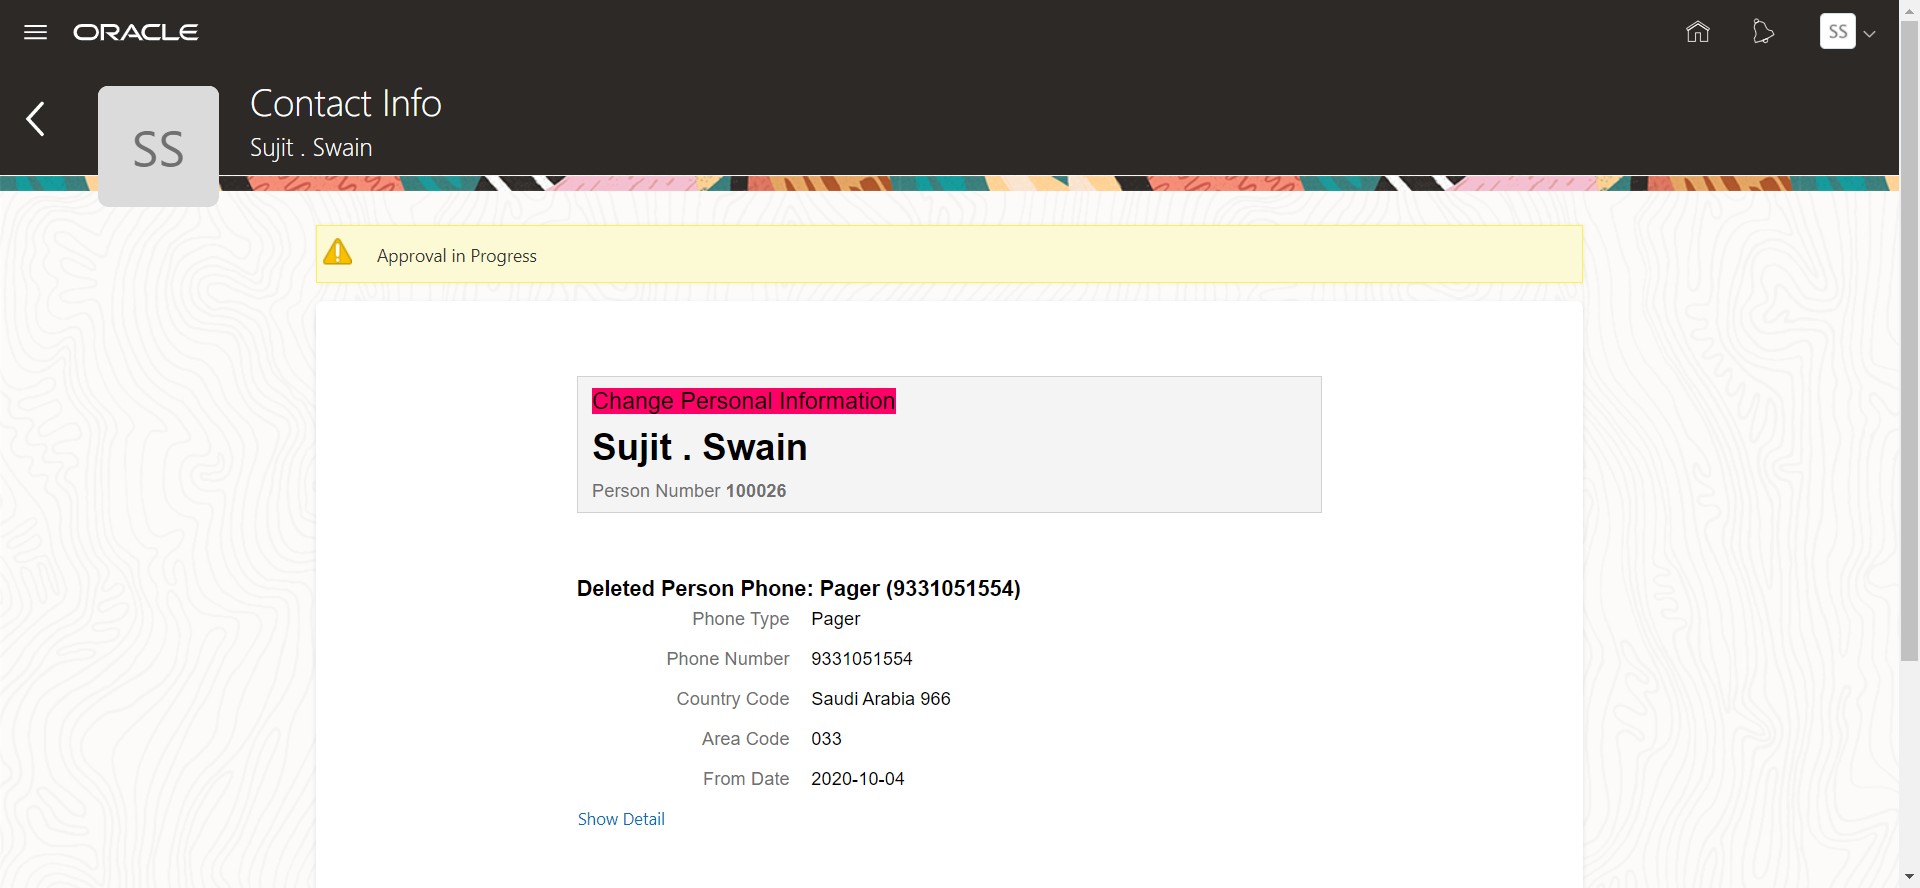 ORACLE
SS
SS
Contact Info
Sujit . Swain
Approval in Progress
Change Personal Information
Sujit . Swain
Person Number 100026
Deleted Person Phone: Pager (9331051554)
Phone Type Pager
Phone Number 9331051554
Country Code Saudi Arabia 966
Area Code 033
From Date 2020-10-04
Show Detail